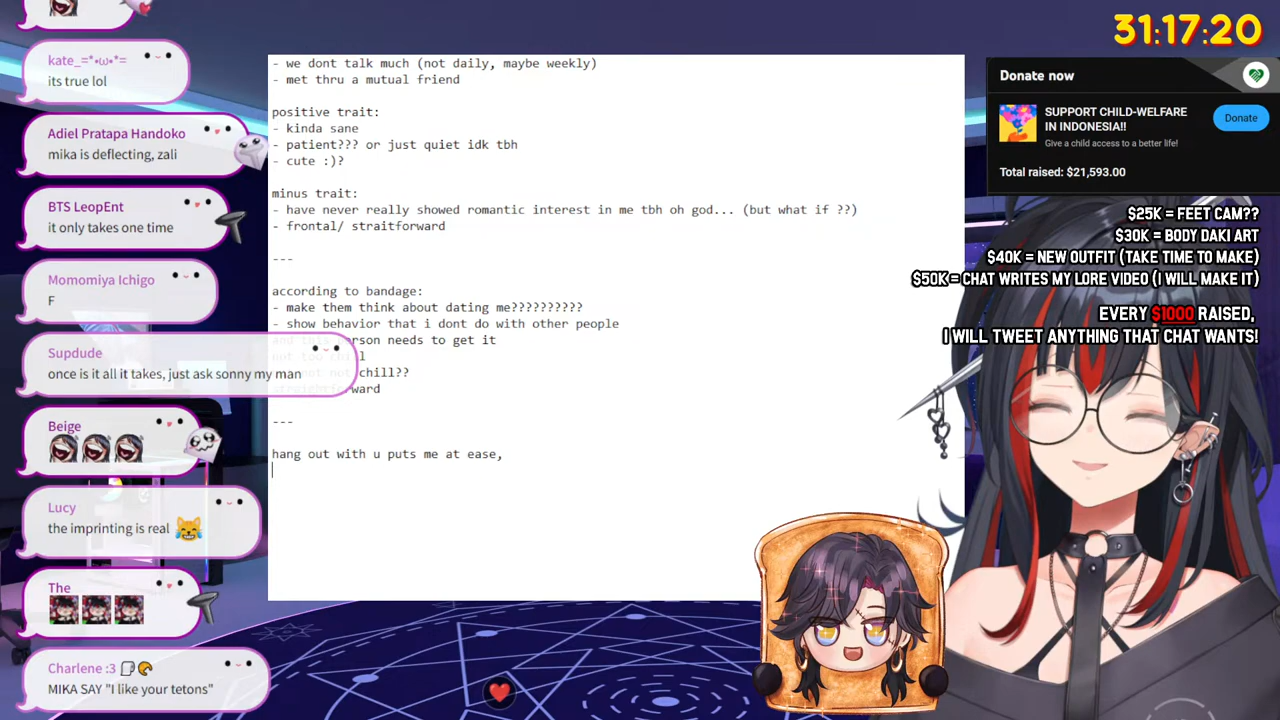 kate_=*•ω•*=
its true lol
Adiel Pratapa Handoko
mika is deflecting, zali
BTS LeopEnt
it only takes one time
Momomiya Ichigo
F
Supdude
once is it all it takes, just ask sonny my man
Beige
Lucy
the imprinting is real
The
Charlene :3
MIKA SAY "I like your tetons"
- we dont talk much (not daily, maybe weekly)
- met thru a mutual friend
positive trait:
- kinda sane
- patient??? or just quiet idk tbh
- cute :)?
minus trait:
- have never really showed romantic interest in me tbh oh god... (but what if ??)
- frontal/ straitforward
---
according to bandage:
- make them think about dating me??????????
- show behavior that i dont do with other people
and this person needs to get it
not too chill
not chill??
ward
---
hang out with u puts me at ease,
31:17:20
Donate now
SUPPORT CHILD-WELFARE
IN INDONESIA!!
Donate
Give a child access to a better life!
Total raised: $21,593.00
$25K = FEET CAM??
$30K = BODY DAKI ART
$40K = NEW OUTFIT (TAKE TIME TO MAKE)
$50K = CHAT WRITES MY LORE VIDEO (I WILL MAKE IT)
EVERY $1000 RAISED,
I WILL TWEET ANYTHING THAT CHAT WANTS!